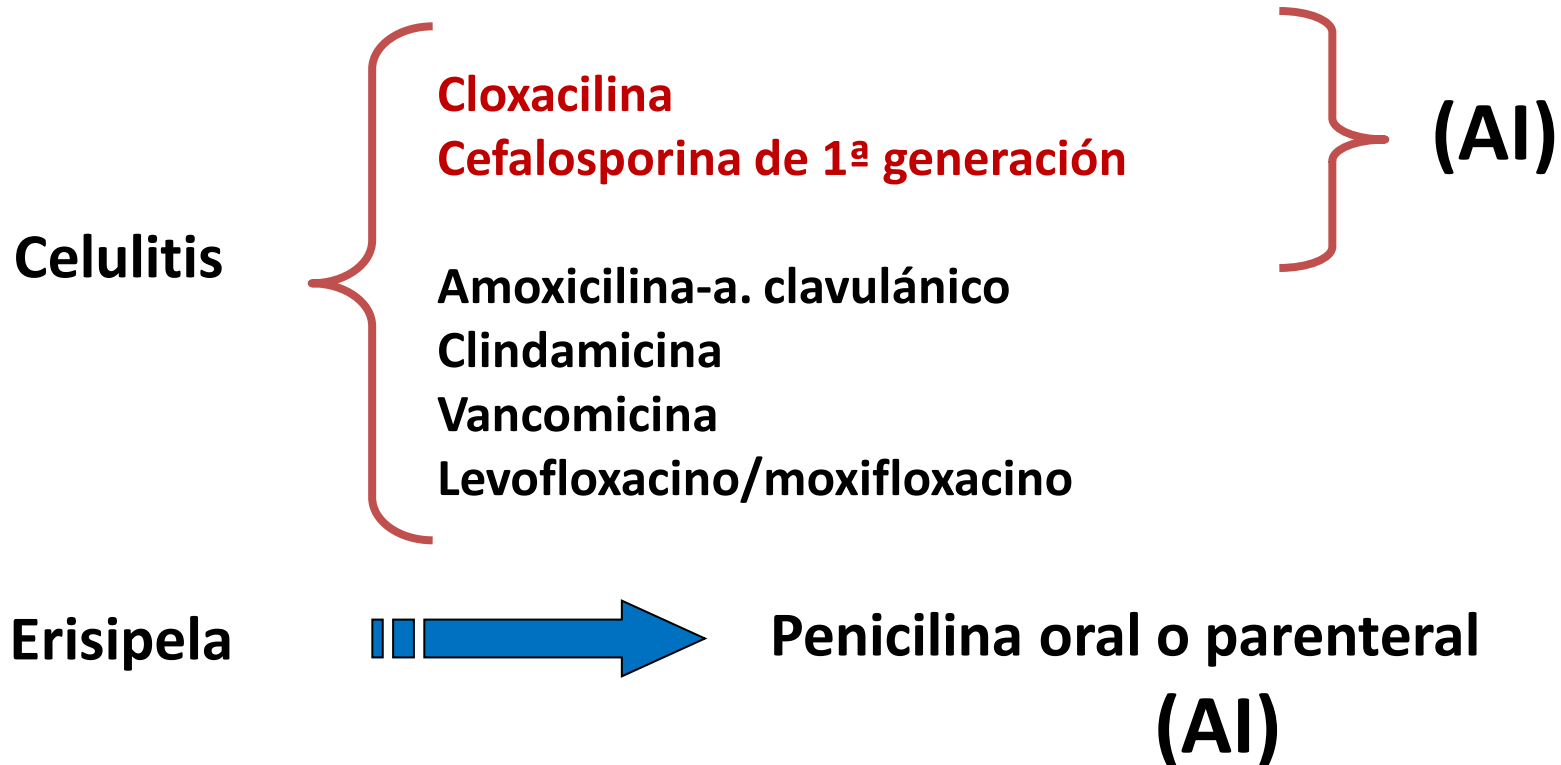 Cloxacilina
Cefalosporina de 1ª generación
(AI)
Celulitis
Amoxicilina-a. clavulánico
Clindamicina
Vancomicina
Levofloxacino/moxifloxacino
Erisipela
Penicilina oral o parenteral
(AI)